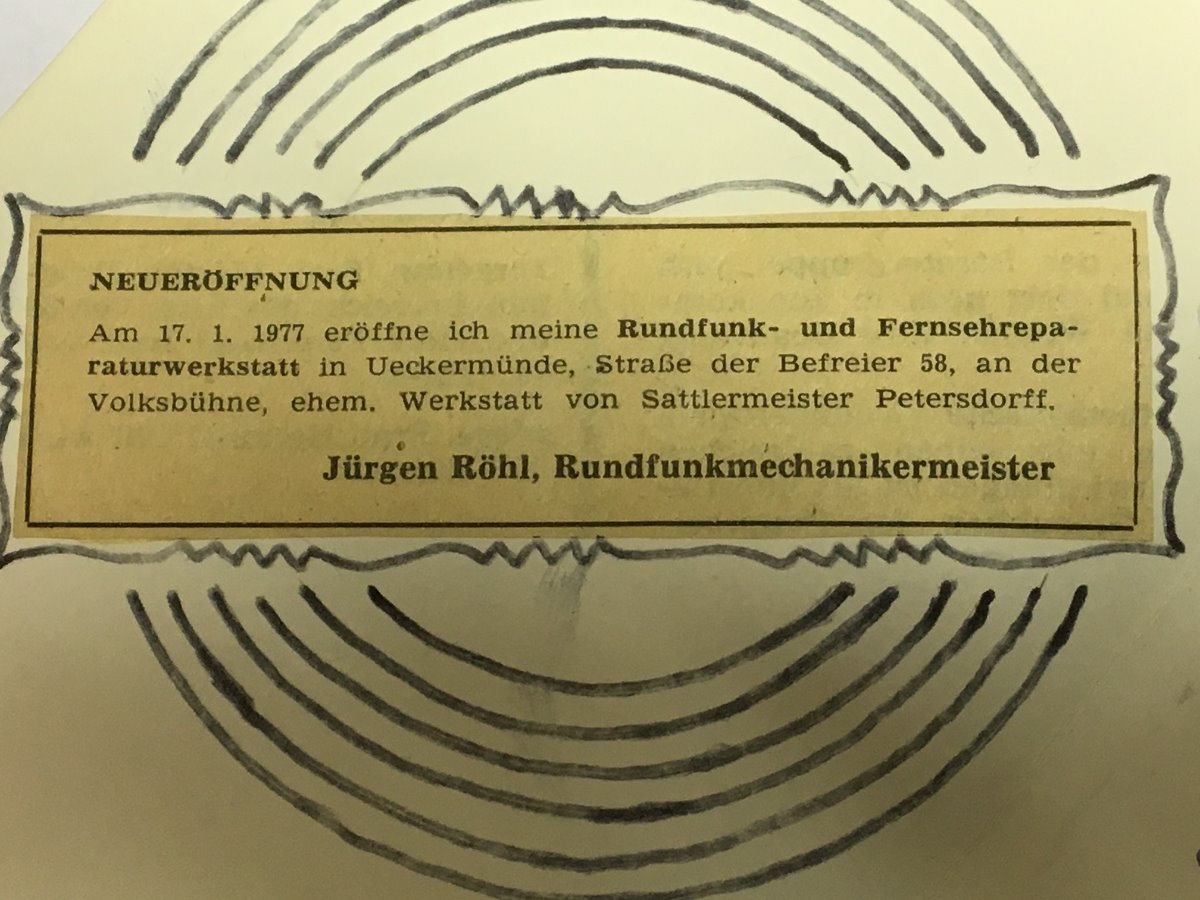 NEUERÖFFNUNG
Am 17. 1. 1977 eröffne ich meine Rundfunk- und Fernsehrepa-
raturwerkstatt in Ueckermünde, Straße der Befreier 58, an der
Volksbühne, ehem. Werkstatt von Sattlermeister Petersdorff.
Jürgen Röhl, Rundfunkmechanikermeister